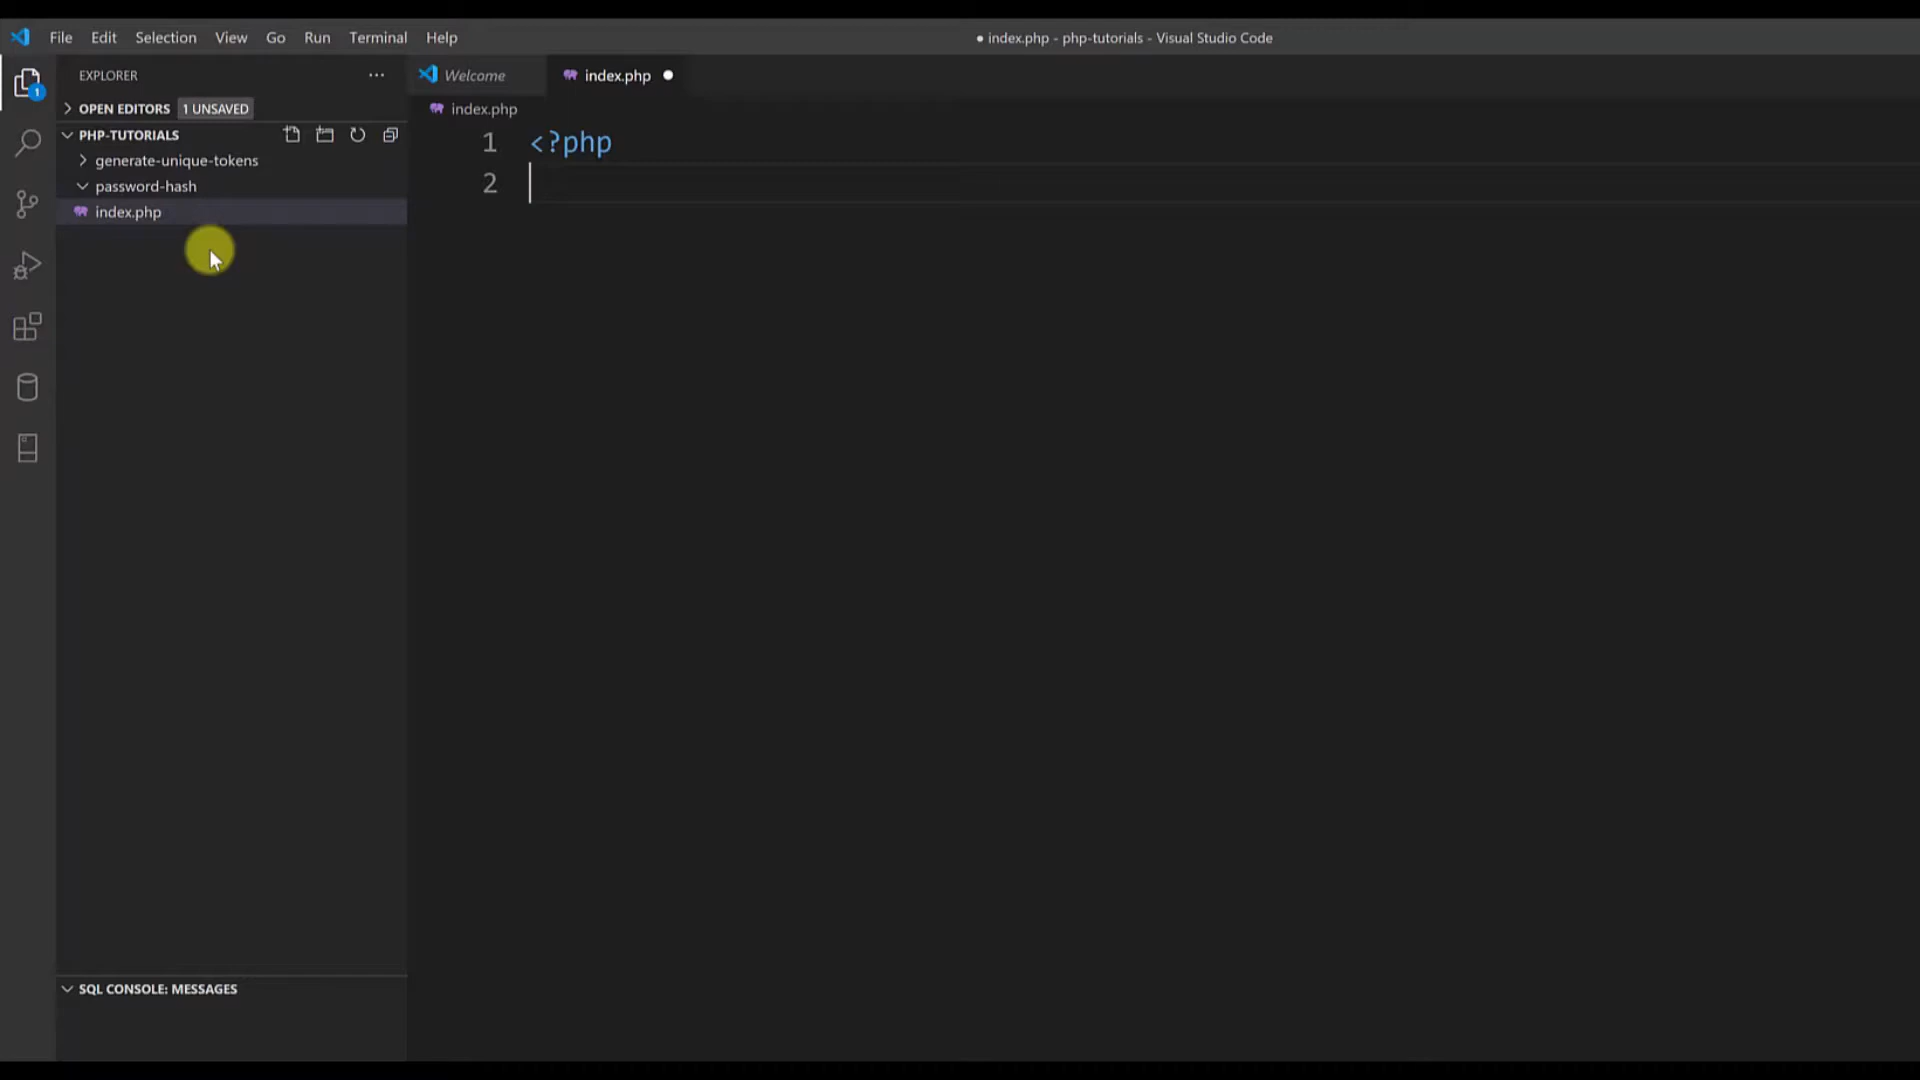 File Edit Selection View Go Run Terminal Help
● index.php - php-tutorials - Visual Studio Code
EXPLORER
Welcome
index.php
1
OPEN EDITORS 1 UNSAVED
index.php
PHP-TUTORIALS
1 <?php
generate-unique-tokens
2
password-hash
index.php
SQL CONSOLE: MESSAGES